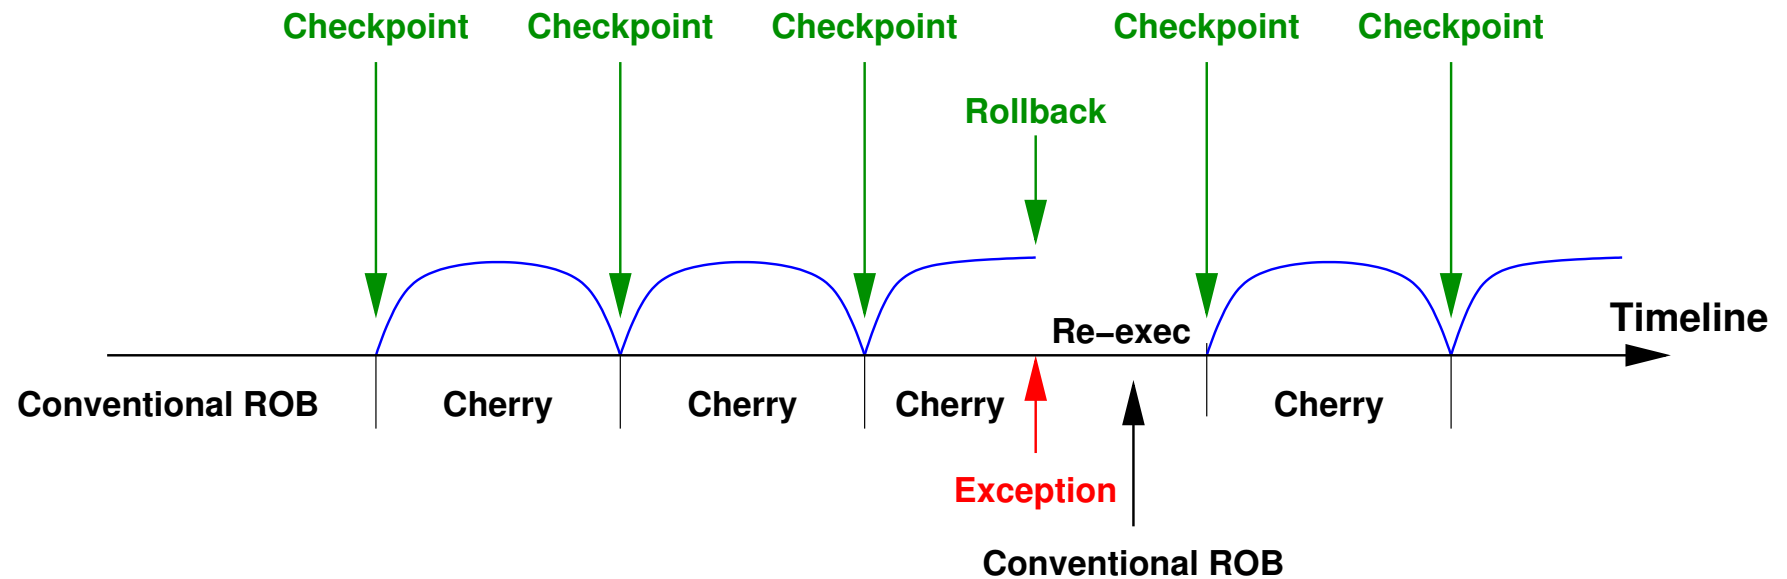 Checkpoint Checkpoint Checkpoint Checkpoint Checkpoint
Rollback
Timeline
Re−exec
Conventional ROB Cherry Cherry Cherry Cherry
Exception
Conventional ROB